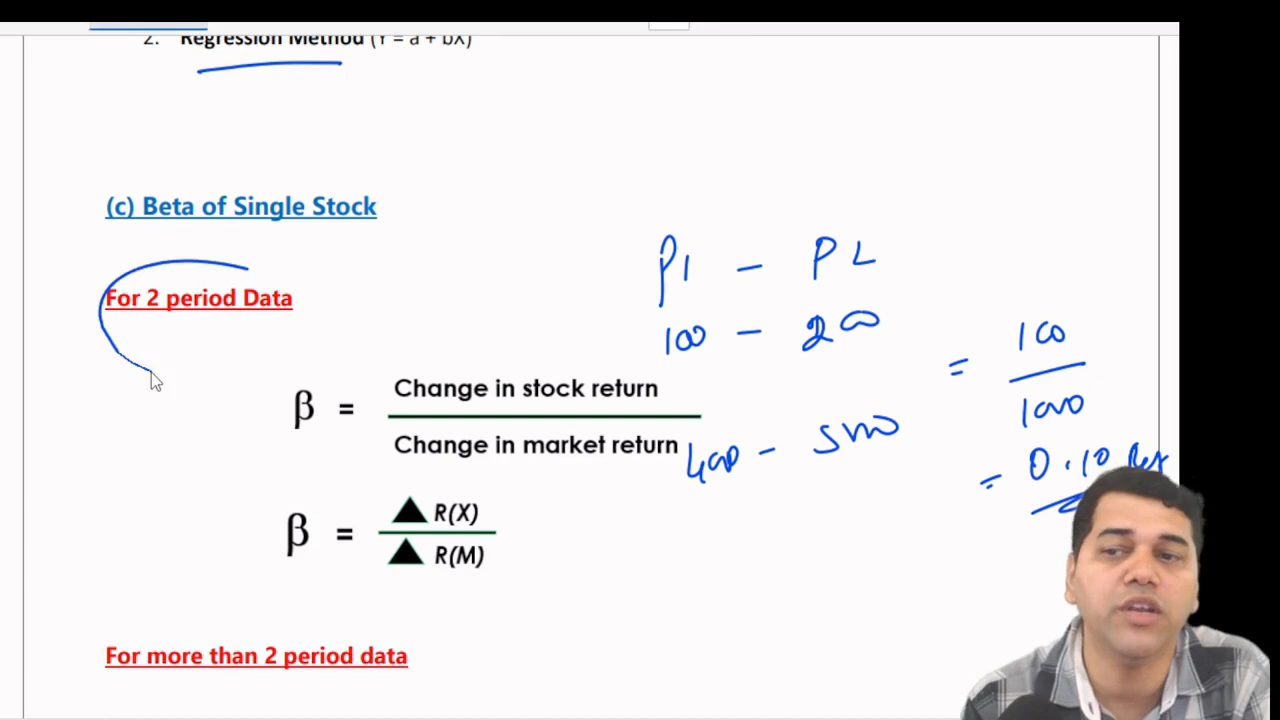 2. Regression Method (Y = a + bX)
(c) Beta of Single Stock
P1 - P2
For 2 period Data
100 - 200
= 100
1000
β = Change in stock return
Change in market return
400 - 500
= 0.10
β = ▲ R(X)
▲ R(M)
For more than 2 period data